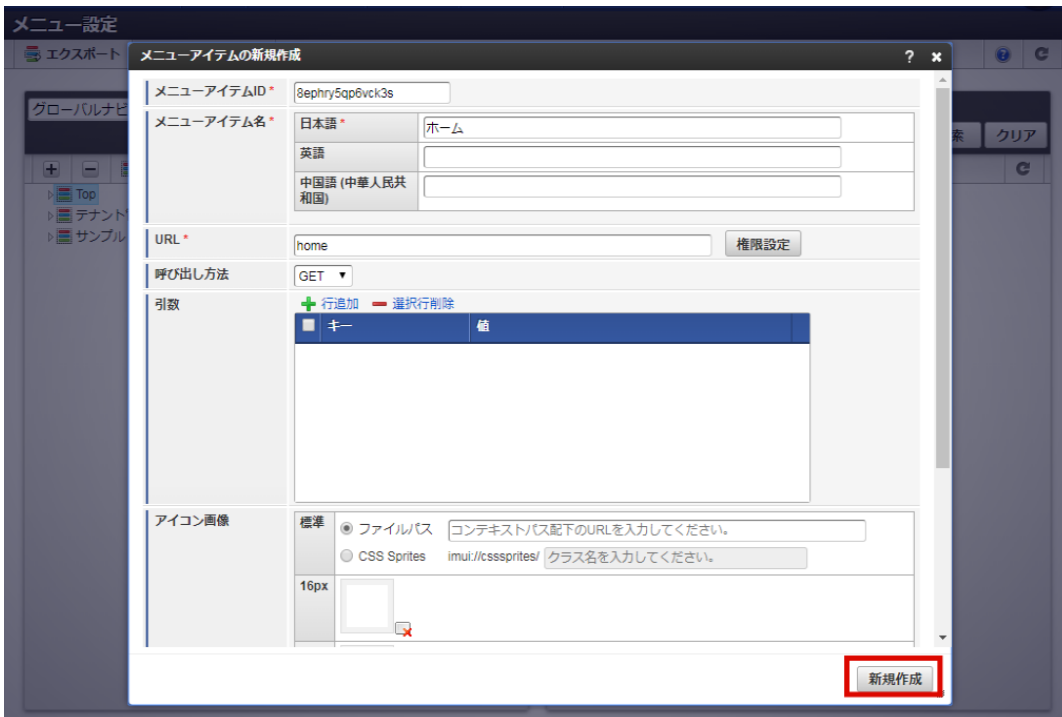 メニュー設定
エクスポート
メニューアイテムの新規作成
?
グローバルナビ
索 クリア
Top
テナント
サンプル
メニューアイテムID *
8ephry5qp6vck3s
メニューアイテム名 *
日本語 *
ホーム
英語
中国語 (中華人民共
和国)
URL *
home
権限設定
呼び出し方法
GET
引数
行追加 選択行削除
キー 値
アイコン画像
標準
ファイルパス コンテキストパス配下のURLを入力してください。
CSS Sprites imui://csssprites/ クラス名を入力してください。
16px
新規作成